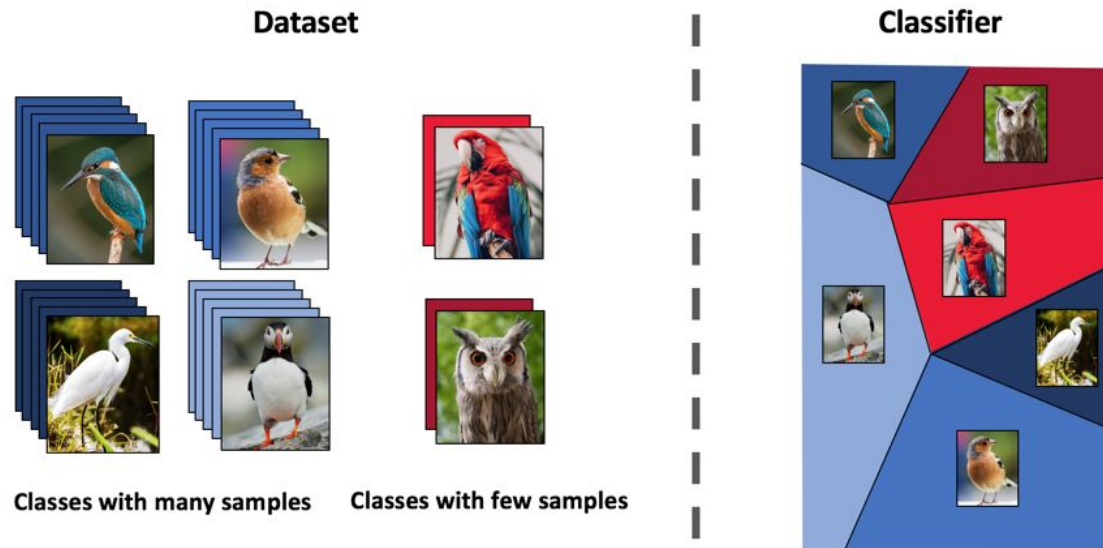 Dataset
Classifier
Classes with many samples
Classes with few samples